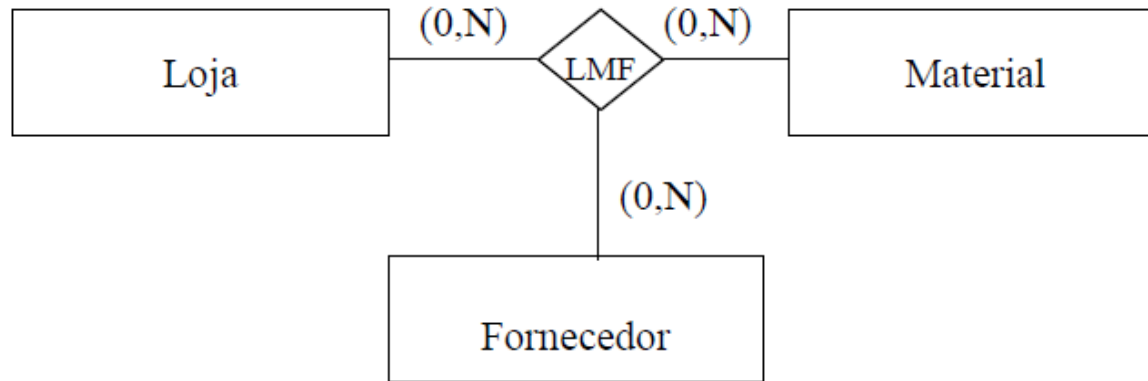 (0,N) (0,N)
Loja LMF Material
(0,N)
Fornecedor